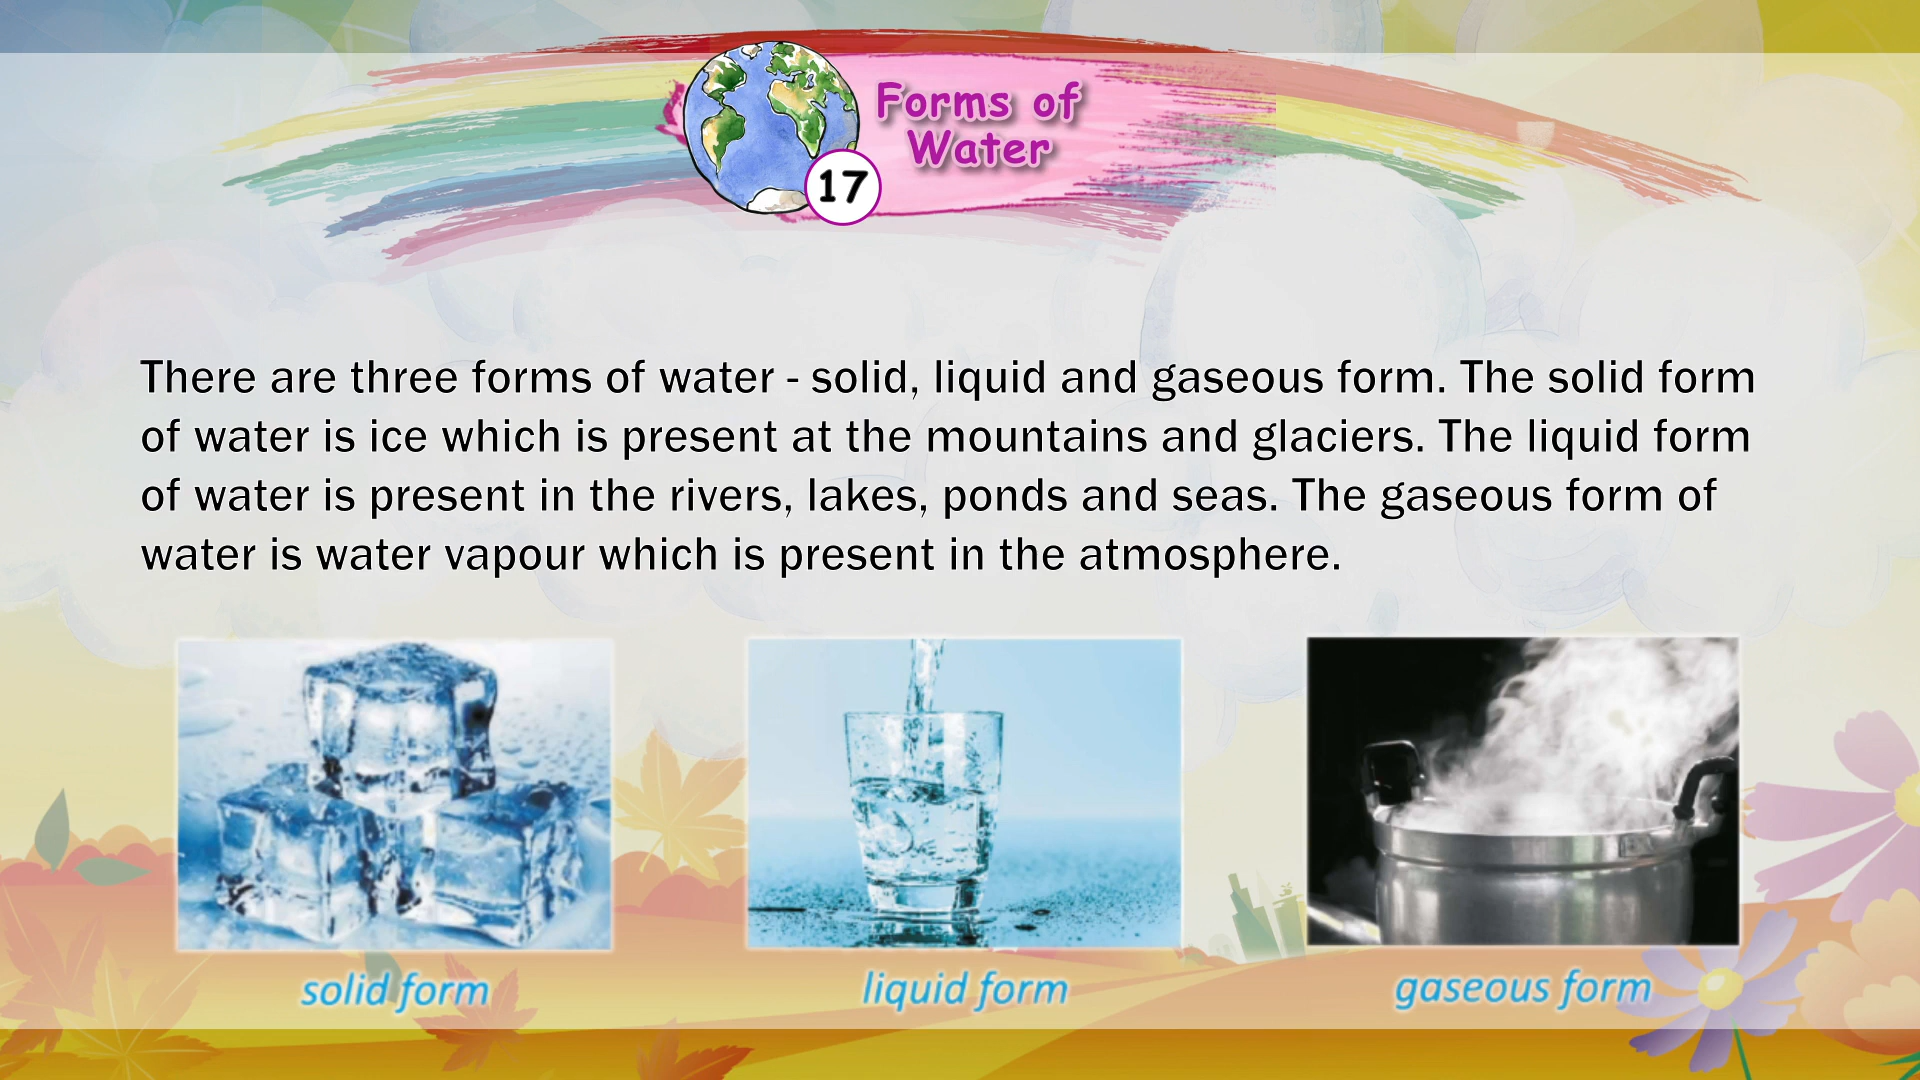 Forms of
Water
17
There are three forms of water - solid, liquid and gaseous form. The solid form
of water is ice which is present at the mountains and glaciers. The liquid form
of water is present in the rivers, lakes, ponds and seas. The gaseous form of
water is water vapour which is present in the atmosphere.
solid form
liquid form
gaseous form